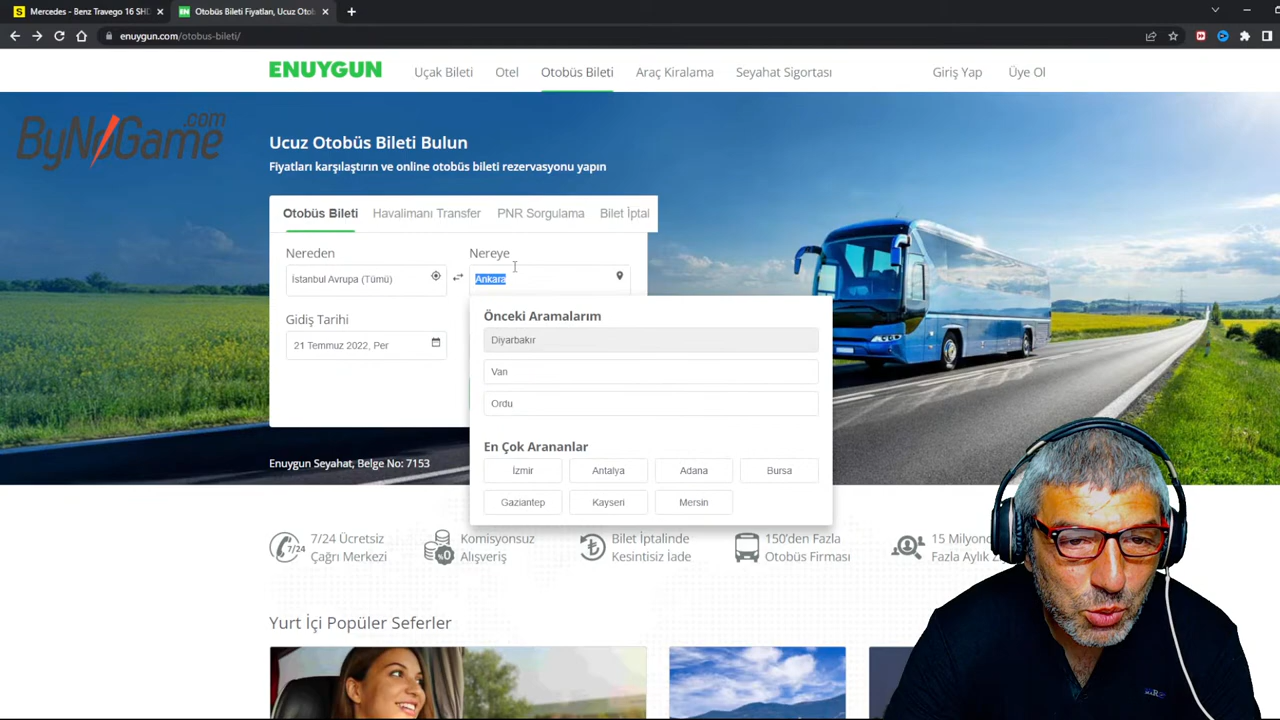 Mercedes - Benz Travego 16 SHD
Otobüs Bileti Fiyatları, Ucuz Otob
enuygun.com/otobus-bileti/
ENUYGUN
Uçak Bileti
Otel
Otobüs Bileti
Araç Kiralama
Seyahat Sigortası
Giriş Yap
Üye Ol
ByNoGame.com
Ucuz Otobüs Bileti Bulun
Fiyatları karşılaştırın ve online otobüs bileti rezervasyonu yapın
Otobüs Bileti
Havalimanı Transfer
PNR Sorgulama
Bilet İptal
Nereden
Nereye
İstanbul Avrupa (Tümü)
Ankara
Gidiş Tarihi
21 Temmuz 2022, Per
Önceki Aramalarım
Diyarbakır
Van
Ordu
En Çok Arananlar
İzmir
Antalya
Adana
Bursa
Gaziantep
Kayseri
Mersin
Enuygun Seyahat, Belge No: 7153
7/24 Ücretsiz
Çağrı Merkezi
Komisyonsuz
Alışveriş
Bilet İptalinde
Kesintisiz İade
150'den Fazla
Otobüs Firması
15 Milyond
Fazla Aylık
Yurt İçi Popüler Seferler